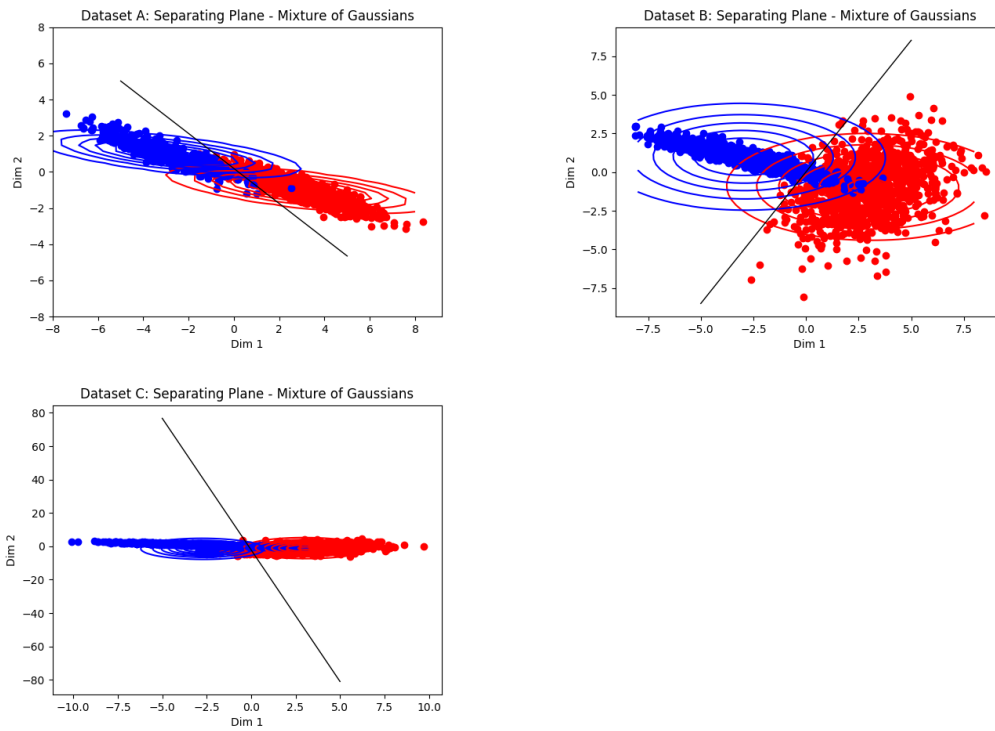 Dataset A: Separating Plane - Mixture of Gaussians
8
6
4
2
0
−2
−4
−6
−8
Dim 2
−8 −6 −4 −2 0 2 4 6 8
Dim 1
Dataset B: Separating Plane - Mixture of Gaussians
7.5
5.0
2.5
0.0
−2.5
−5.0
−7.5
Dim 2
−7.5 −5.0 −2.5 0.0 2.5 5.0 7.5
Dim 1
Dataset C: Separating Plane - Mixture of Gaussians
80
60
40
20
0
−20
−40
−60
−80
Dim 2
−10.0 −7.5 −5.0 −2.5 0.0 2.5 5.0 7.5 10.0
Dim 1